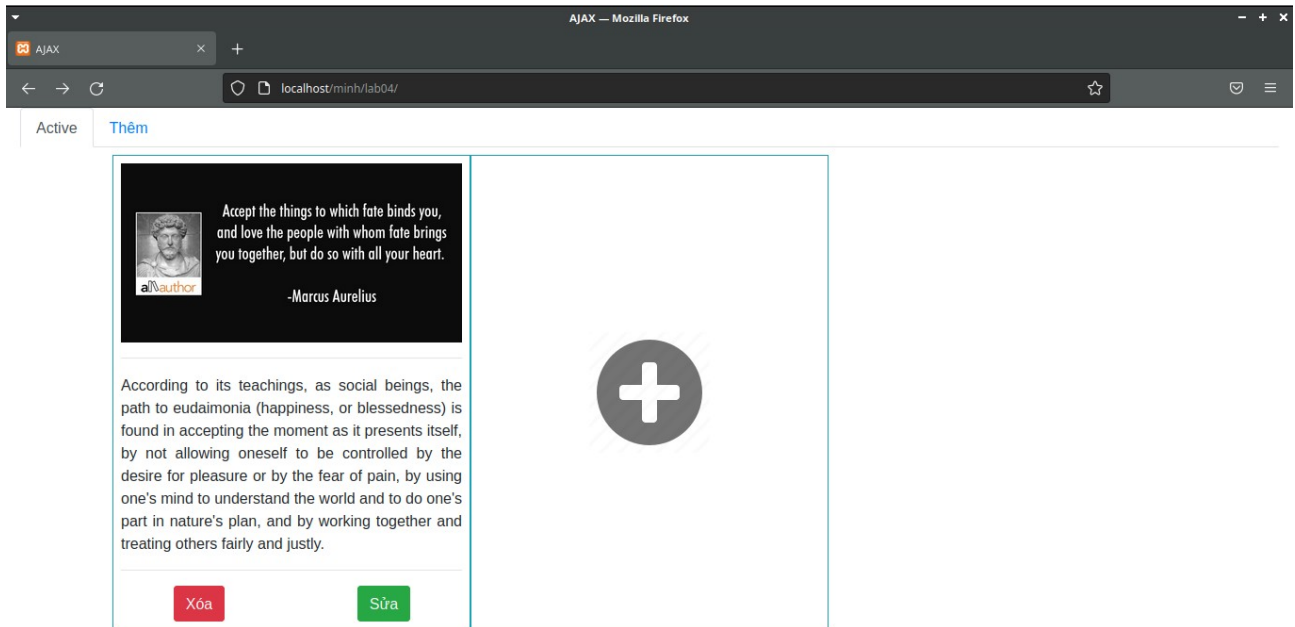 AJAX — Mozilla Firefox
AJAX
localhost/minh/lab04/
Active Thêm
Accept the things to which fate binds you,
and love the people with whom fate brings
you together, but do so with all your heart.
allauthor
-Marcus Aurelius
According to its teachings, as social beings, the
path to eudaimonia (happiness, or blessedness) is
found in accepting the moment as it presents itself,
by not allowing oneself to be controlled by the
desire for pleasure or by the fear of pain, by using
one's mind to understand the world and to do one's
part in nature's plan, and by working together and
treating others fairly and justly.
Xóa Sửa